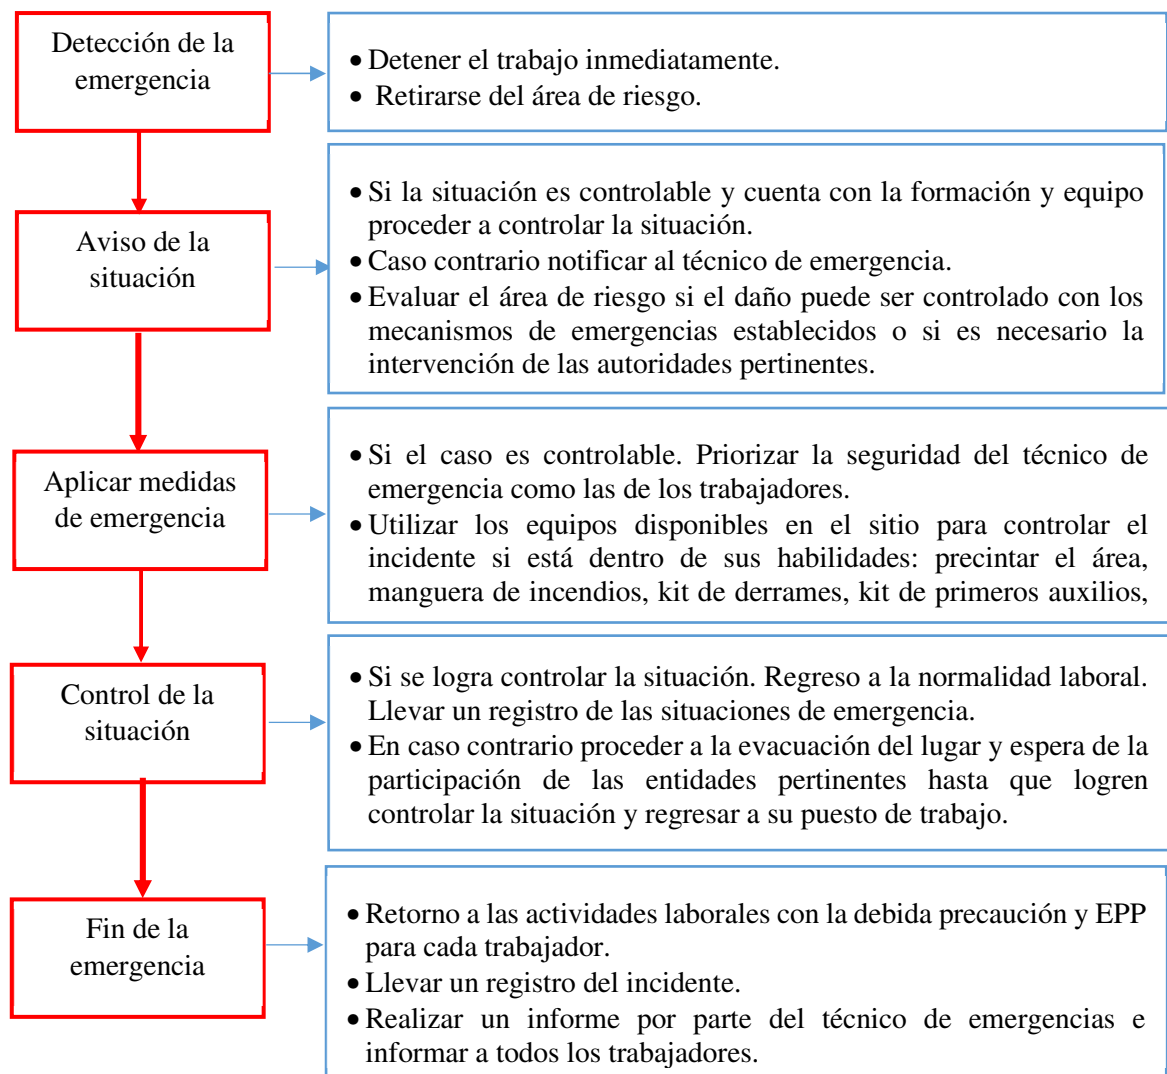 Detección de la
emergencia
• Detener el trabajo inmediatamente.
• Retirarse del área de riesgo.
Aviso de la
situación
• Si la situación es controlable y cuenta con la formación y equipo
proceder a controlar la situación.
• Caso contrario notificar al técnico de emergencia.
• Evaluar el área de riesgo si el daño puede ser controlado con los
mecanismos de emergencias establecidos o si es necesario la
intervención de las autoridades pertinentes.
Aplicar medidas
de emergencia
• Si el caso es controlable. Priorizar la seguridad del técnico de
emergencia como las de los trabajadores.
• Utilizar los equipos disponibles en el sitio para controlar el
incidente si está dentro de sus habilidades: precintar el área,
manguera de incendios, kit de derrames, kit de primeros auxilios,
Control de la
situación
• Si se logra controlar la situación. Regreso a la normalidad laboral.
Llevar un registro de las situaciones de emergencia.
• En caso contrario proceder a la evacuación del lugar y espera de la
participación de las entidades pertinentes hasta que logren
controlar la situación y regresar a su puesto de trabajo.
Fin de la
emergencia
• Retorno a las actividades laborales con la debida precaución y EPP
para cada trabajador.
• Llevar un registro del incidente.
• Realizar un informe por parte del técnico de emergencias e
informar a todos los trabajadores.